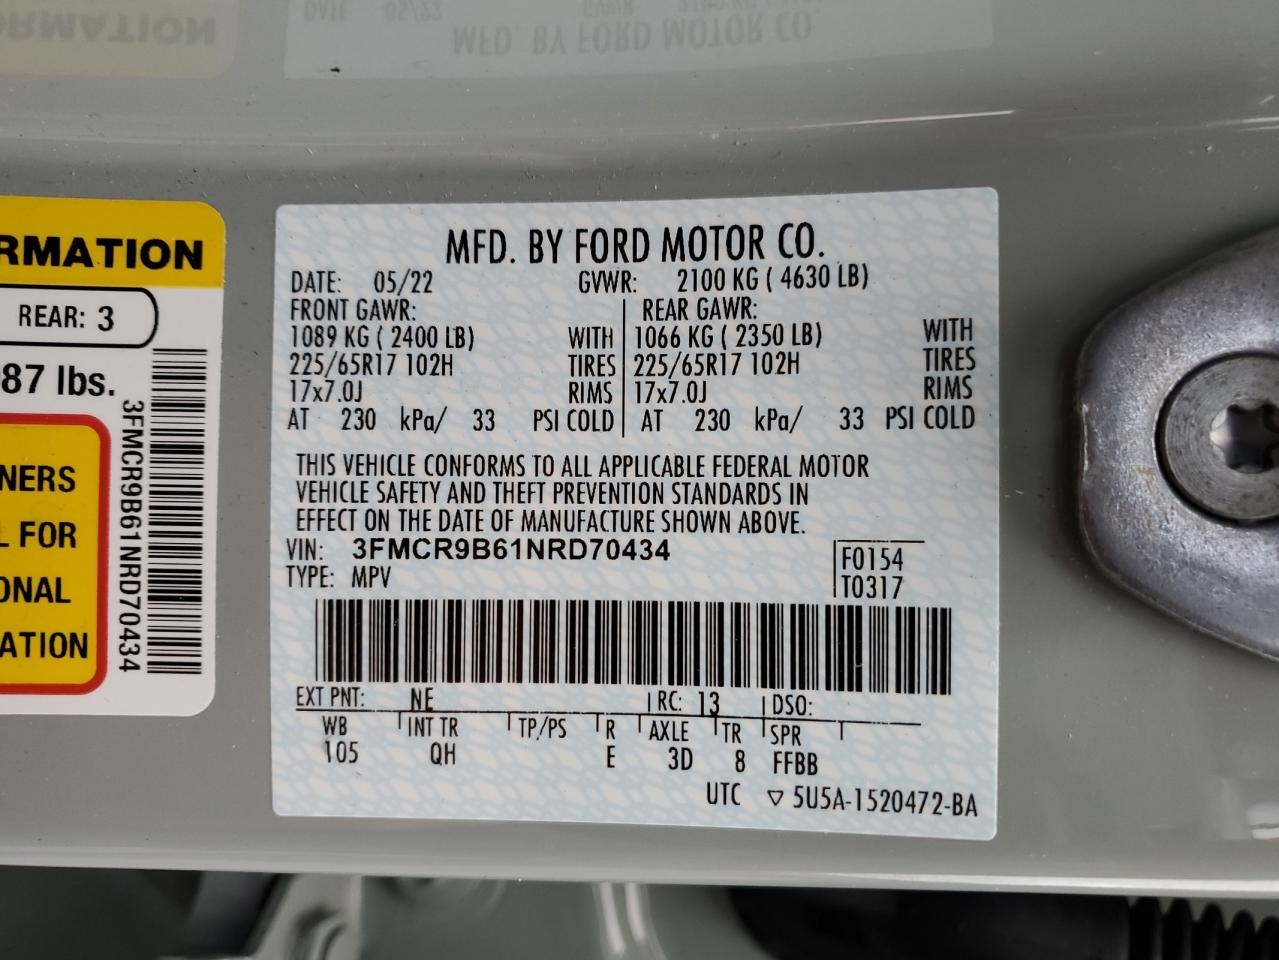 RMATION
REAR: 3
87 lbs.
NERS
L FOR
ONAL
ATION
3FMCR9B61NRD70434
MFD. BY FORD MOTOR CO.
DATE: 05/22 GVWR: 2100 KG ( 4630 LB)
FRONT GAWR: REAR GAWR:
1089 KG ( 2400 LB) WITH 1066 KG ( 2350 LB) WITH
225/65R17 102H TIRES 225/65R17 102H TIRES
17x7.0J RIMS 17x7.0J RIMS
AT 230 kPa/ 33 PSI COLD AT 230 kPa/ 33 PSI COLD
THIS VEHICLE CONFORMS TO ALL APPLICABLE FEDERAL MOTOR
VEHICLE SAFETY AND THEFT PREVENTION STANDARDS IN
EFFECT ON THE DATE OF MANUFACTURE SHOWN ABOVE.
VIN: 3FMCR9B61NRD70434 F0154
TYPE: MPV T0317
EXT PNT: NE RC: 13 DSO:
WB INT TR TP/PS R AXLE TR SPR
105 QH E 3D 8 FFBB
UTC ▽ 5U5A-1520472-BA